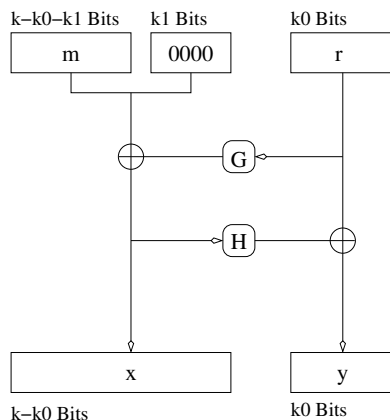 k−k0−k1 Bits k1 Bits k0 Bits
m 0000 r
G
H
x y
k−k0 Bits k0 Bits